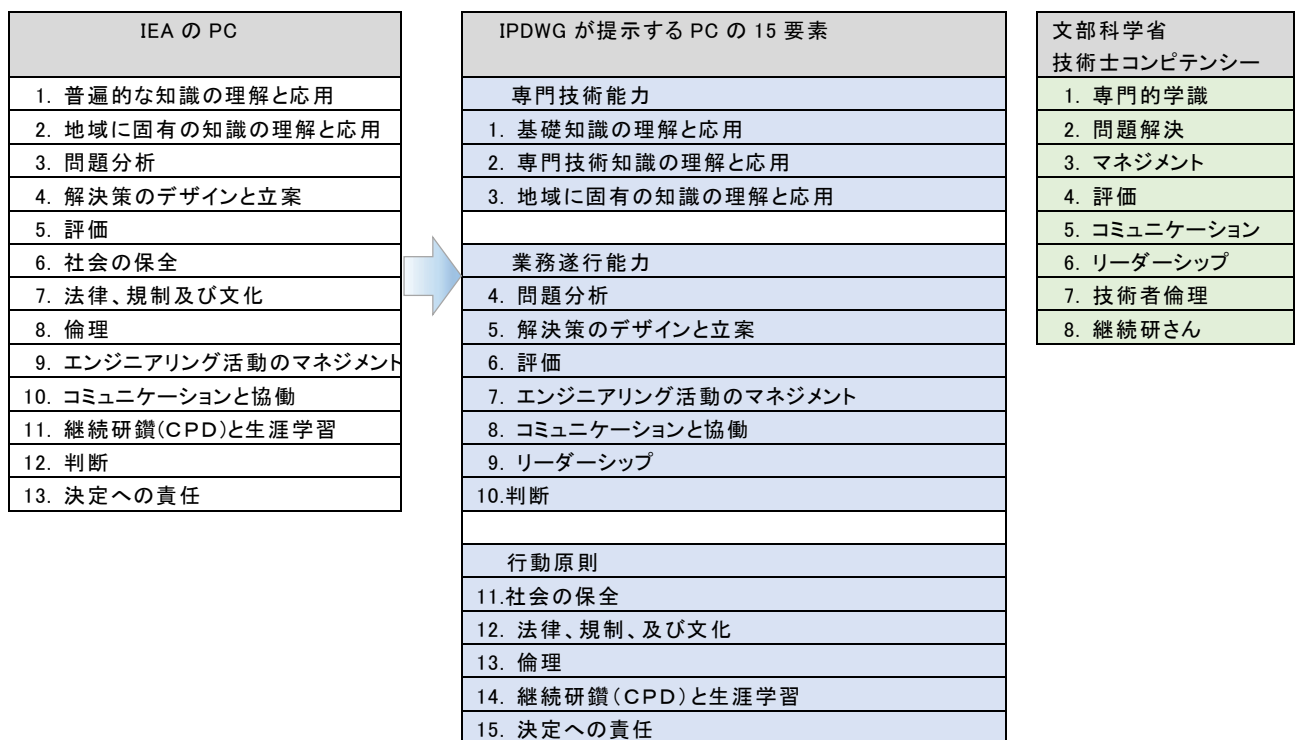 IEA の PC
1. 普遍的な知識の理解と応用
2. 地域に固有の知識の理解と応用
3. 問題分析
4. 解決策のデザインと立案
5. 評価
6. 社会の保全
7. 法律、規制及び文化
8. 倫理
9. エンジニアリング活動のマネジメント
10. コミュニケーションと協働
11. 継続研鑽(CPD)と生涯学習
12. 判断
13. 決定への責任
IPDWG が提示する PC の 15 要素
専門技術能力
1. 基礎知識の理解と応用
2. 専門技術知識の理解と応用
3. 地域に固有の知識の理解と応用
業務遂行能力
4. 問題分析
5. 解決策のデザインと立案
6. 評価
7. エンジニアリング活動のマネジメント
8. コミュニケーションと協働
9. リーダーシップ
10.判断
行動原則
11.社会の保全
12. 法律、規制、及び文化
13. 倫理
14. 継続研鑽(CPD)と生涯学習
15. 決定への責任
文部科学省
技術士コンピテンシー
1. 専門的学識
2. 問題解決
3. マネジメント
4. 評価
5. コミュニケーション
6. リーダーシップ
7. 技術者倫理
8. 継続研さん